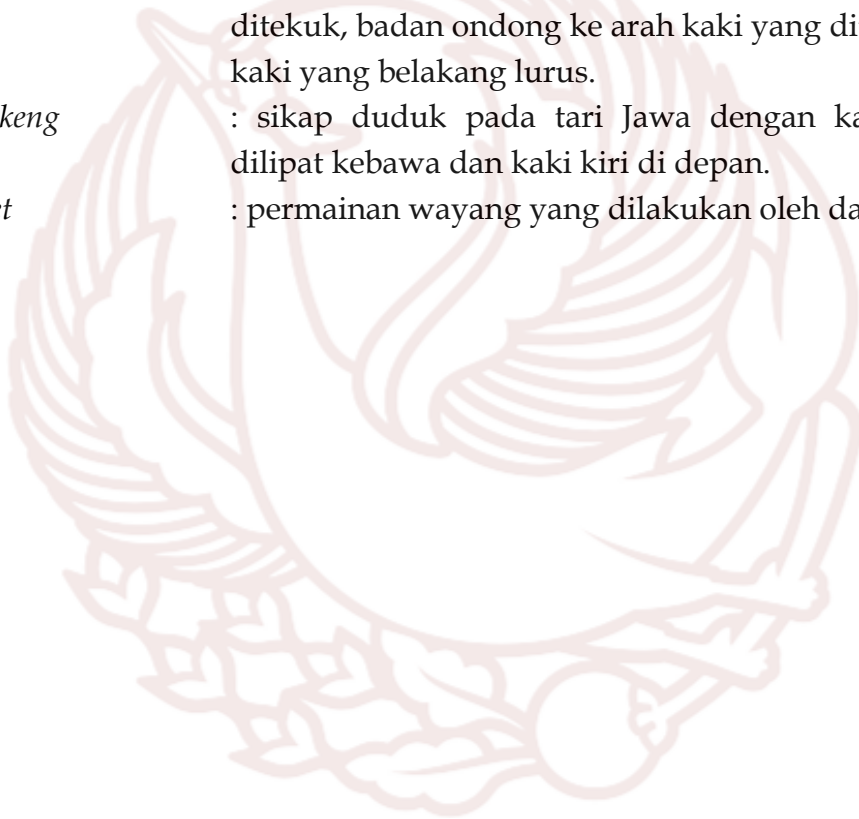 ditekuk, badan ondong ke arah kaki yang di
kaki yang belakang lurus.
keng : sikap duduk pada tari Jawa dengan ka
dilipat kebawa dan kaki kiri di depan.
: permainan wayang yang dilakukan oleh da